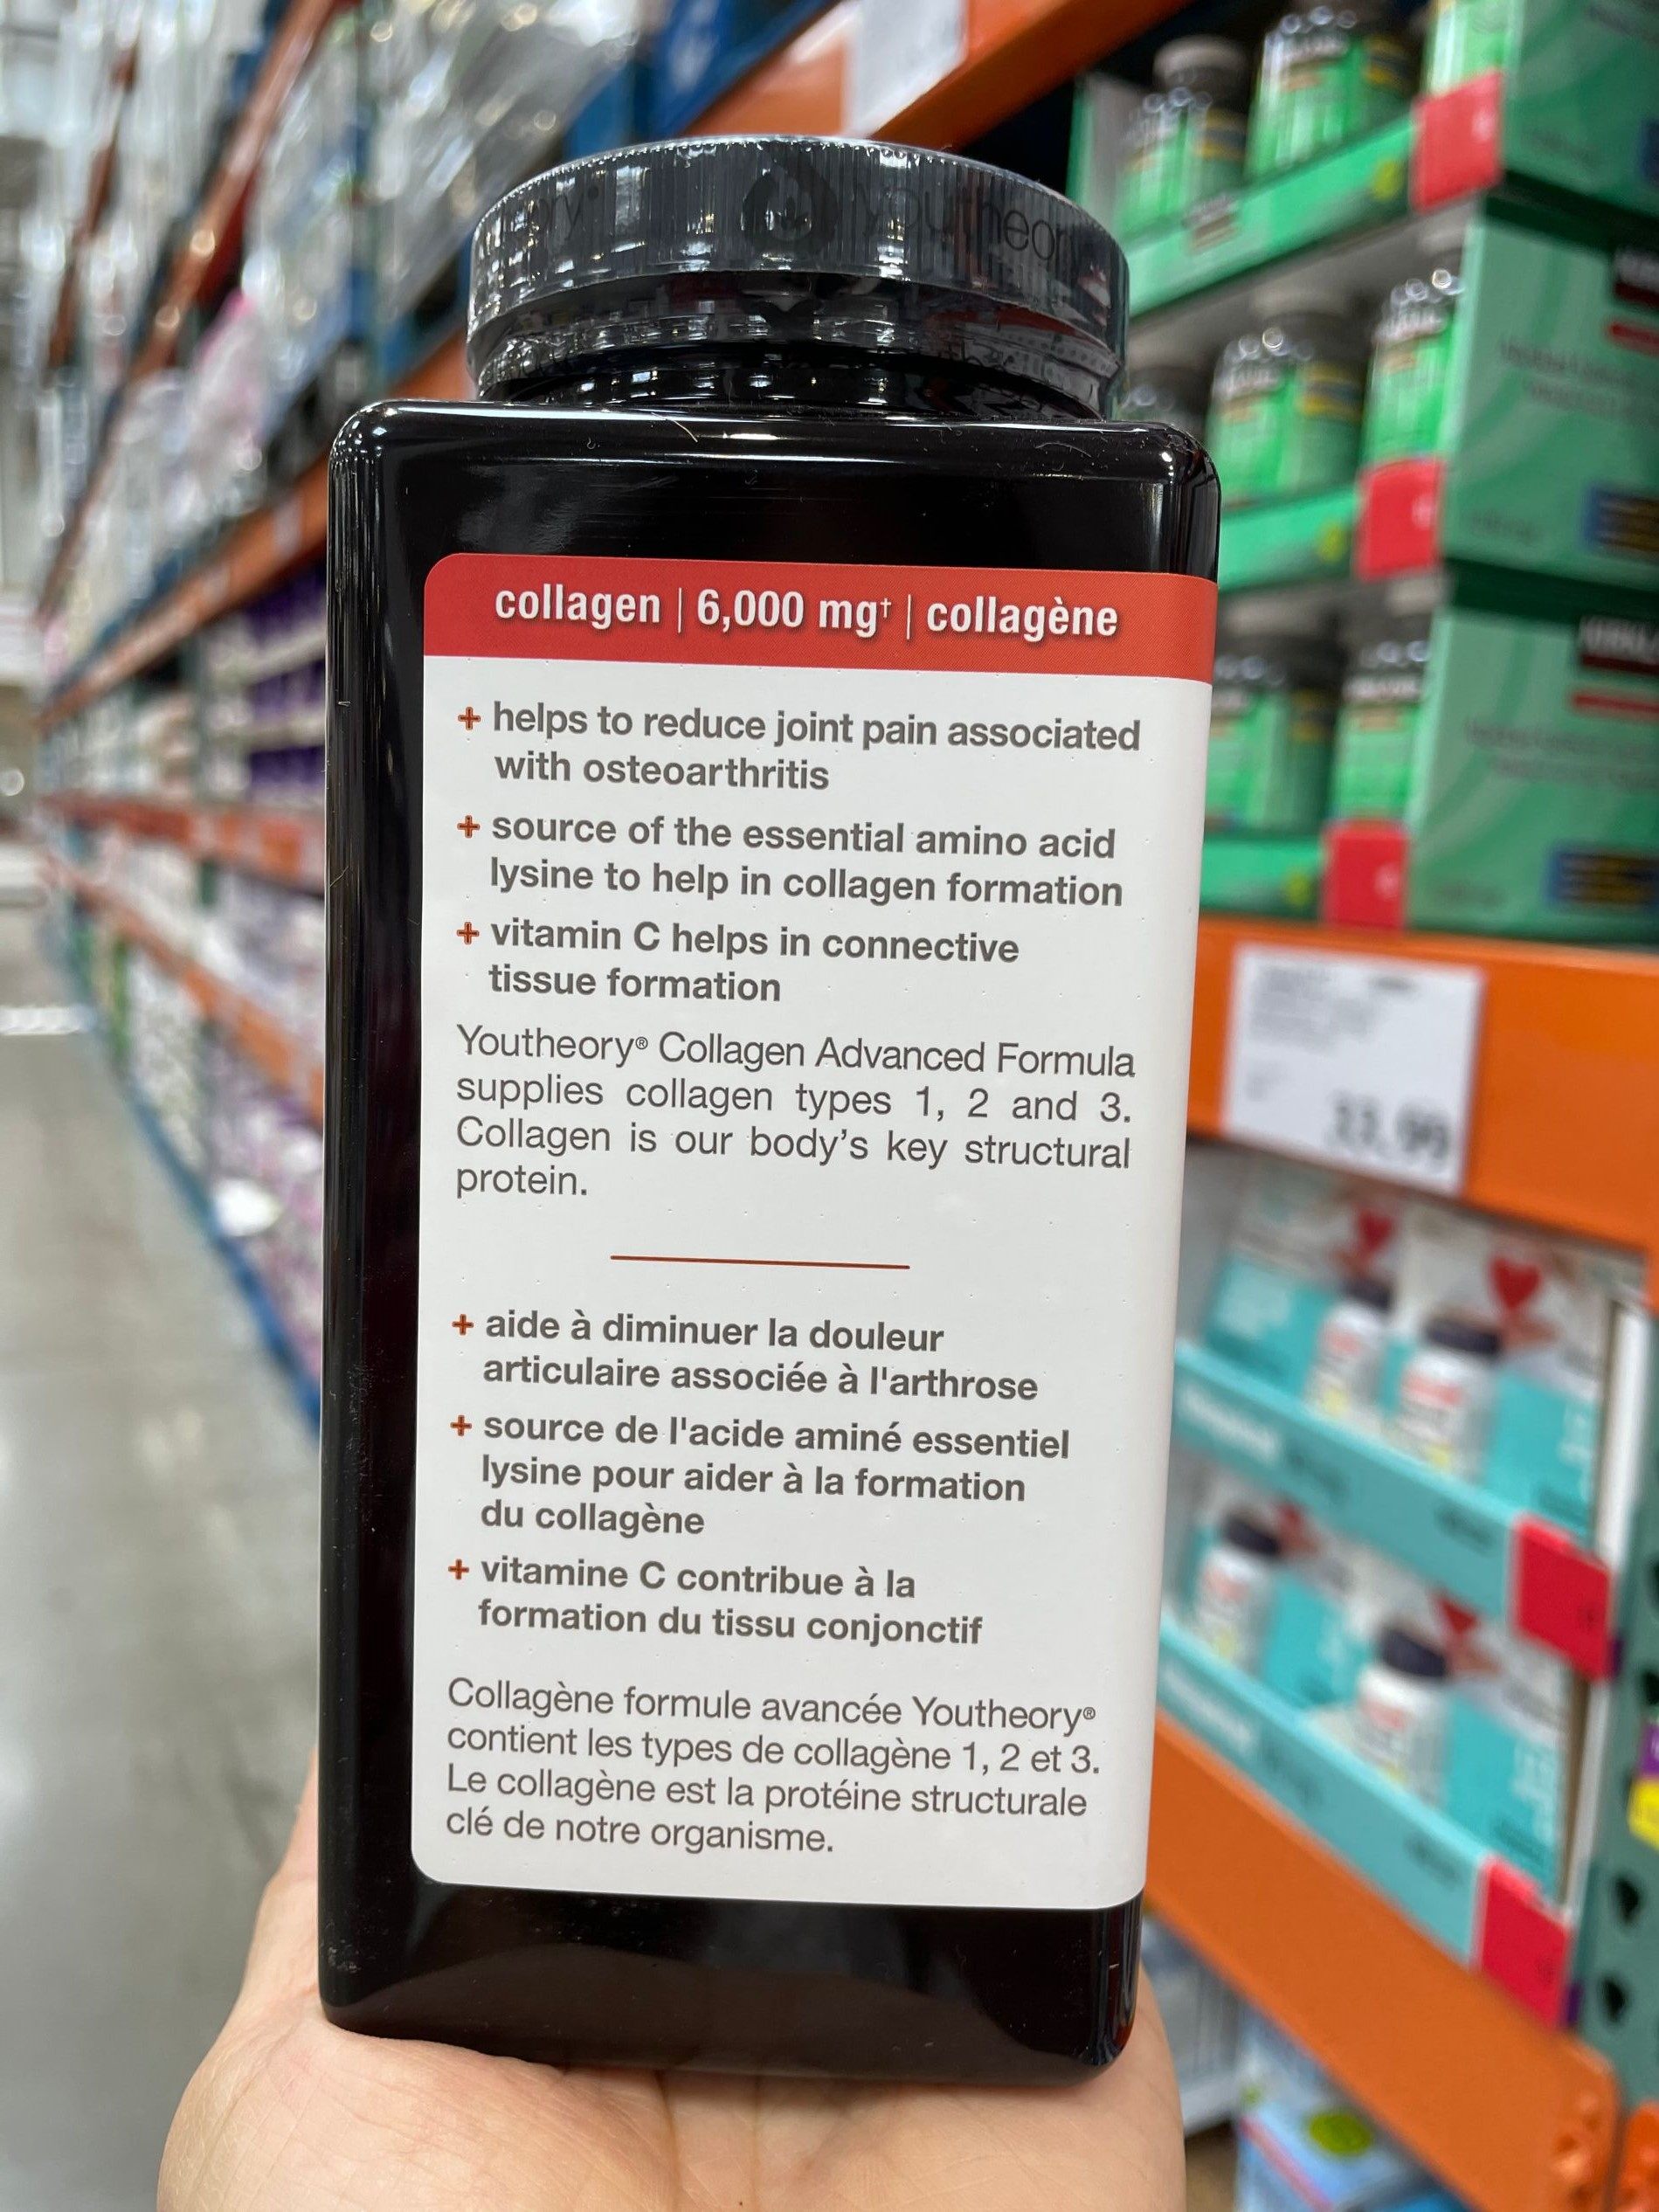 youtheory
collagen | 6,000 mg† | collagène
+ helps to reduce joint pain associated
with osteoarthritis
+ source of the essential amino acid
lysine to help in collagen formation
+ vitamin C helps in connective
tissue formation
Youtheory® Collagen Advanced Formula
supplies collagen types 1, 2 and 3.
Collagen is our body's key structural
protein.
+ aide à diminuer la douleur
articulaire associée à l'arthrose
+ source de l'acide aminé essentiel
lysine pour aider à la formation
du collagène
+ vitamine C contribue à la
formation du tissu conjonctif
Collagène formule avancée Youtheory®
contient les types de collagène 1, 2 et 3.
Le collagène est la protéine structurale
clé de notre organisme.